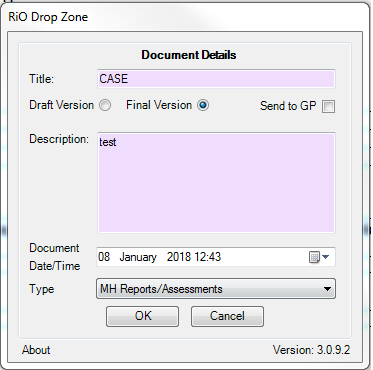 RiO Drop Zone
Document Details
Title: CASE
Draft Version Final Version Send to GP
Description: test
Document
Date/Time 08 January 2018 12:43
Type MH Reports/Assessments
OK Cancel
About Version: 3.0.9.2